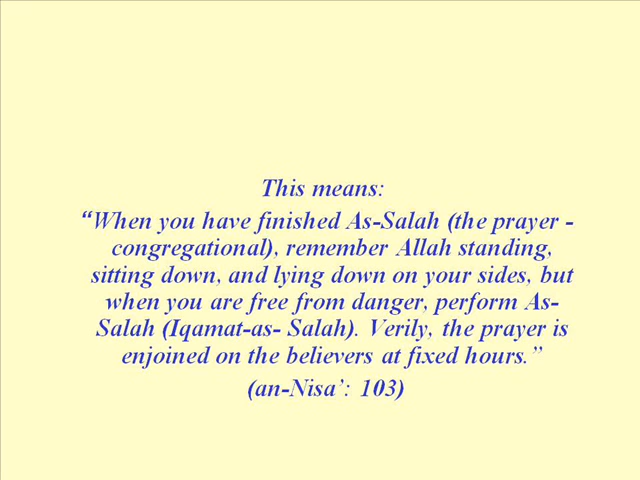 This means:
“When you have finished As-Salah (the prayer -
congregational), remember Allah standing,
sitting down, and lying down on your sides, but
when you are free from danger, perform As-
Salah (Iqamat-as- Salah). Verily, the prayer is
enjoined on the believers at fixed hours.”
(an-Nisa’: 103)